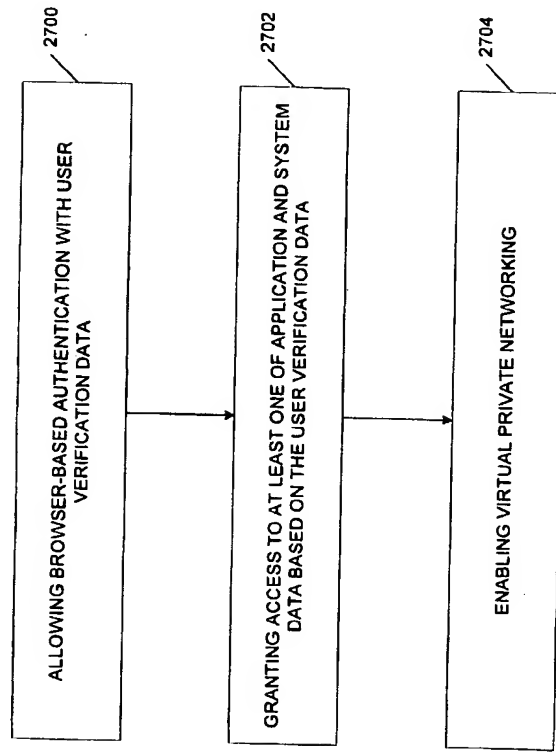 2700
ALLOWING BROWSER-BASED AUTHENTICATION WITH USER
VERIFICATION DATA
2702
GRANTING ACCESS TO AT LEAST ONE OF APPLICATION AND SYSTEM
DATA BASED ON THE USER VERIFICATION DATA
2704
ENABLING VIRTUAL PRIVATE NETWORKING